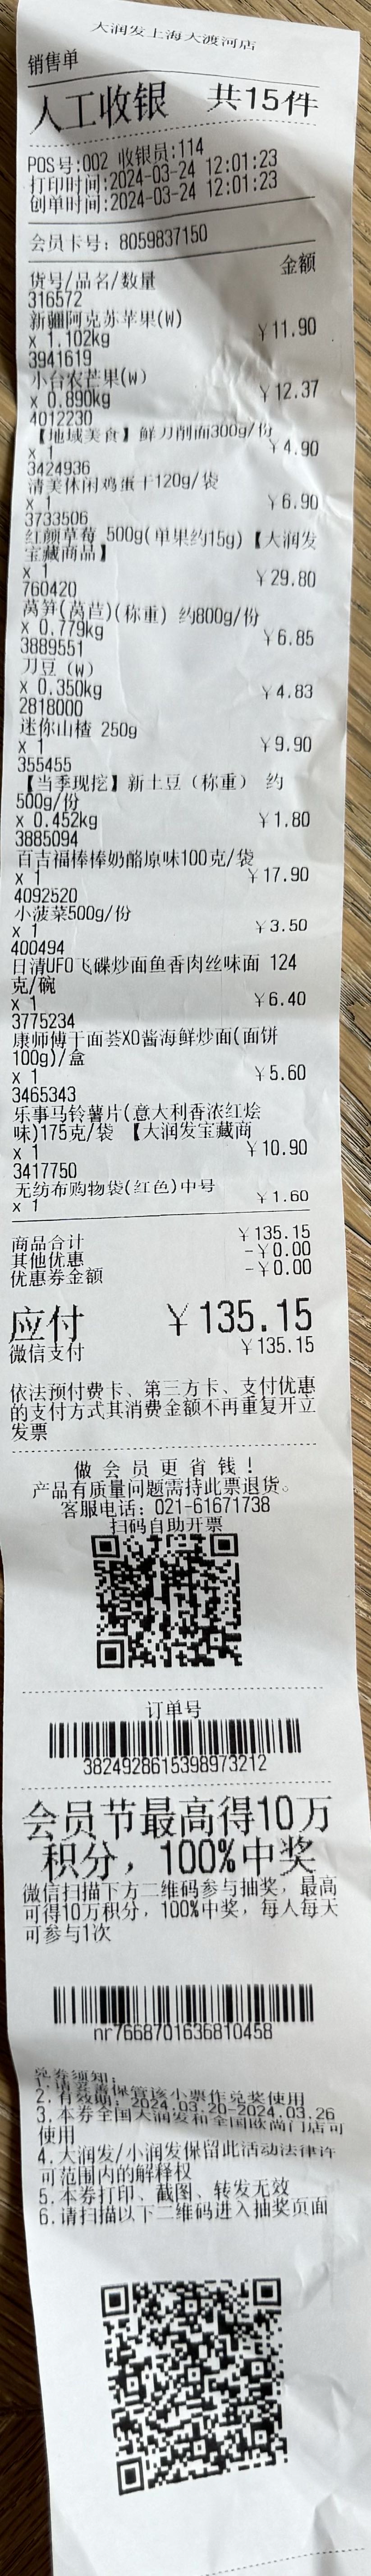 大润发上海大渡河店
销售单
人工收银 共15件
POS号:002 收银员:114
打印时间:2024-03-24 12:01:23
创单时间:2024-03-24 12:01:23
会员卡号: 8059837150
金额
货号/品名/数量
316572
新疆阿克苏苹果(W)
x 1.102kg ￥11.90
3941619
小台农芒果(W)
x 0.890kg ￥12.37
4012230
【地域美食】鲜刀削面300g/份
x 1 ￥4.90
3424936
清美休闲鸡蛋干120g/袋
x 1 ￥6.90
3733506
红颜草莓 500g(单果约15g)【大润发
宝藏商品】
x 1 ￥29.80
760420
莴笋(莴苣)(称重) 约800g/份
x 0.779kg ￥6.85
3889551
刀豆 (W)
x 0.350kg ￥4.83
2818000
迷你山楂 250g
x 1 ￥9.90
355455
【当季现挖】新土豆（称重） 约
500g/份
x 0.452kg ￥1.80
3885094
百吉福棒棒奶酪原味100克/袋
x 1 ￥17.90
4092520
小菠菜500g/份
x 1 ￥3.50
400494
日清UFO飞碟炒面鱼香肉丝味面 124
克/碗
x 1 ￥6.40
3775234
康师傅干面荟XO酱海鲜炒面(面饼
100g)/盒
x 1 ￥5.60
3465343
乐事马铃薯片(意大利香浓红烩
味)175克/袋 【大润发宝藏商
x 1 ￥10.90
3417750
无纺布购物袋(红色)中号
x 1 ￥1.60
商品合计 ￥135.15
其他优惠 -￥0.00
优惠券金额 -￥0.00
应付 ￥135.15
微信支付 ￥135.15
依法预付费卡、第三方卡、支付优惠
的支付方式其消费金额不再重复开立
发票
做会员更省钱!
产品有质量问题需持此票退货。
客服电话: 021-61671738
扫码自助开票
订单号
3824928615398973212
会员节最高得10万
积分，100%中奖
微信扫描下方二维码参与抽奖，最高
可得10万积分，100%中奖，每人每天
可参与1次
nr7668701636810458
兑券须知:
1.请妥善保管该小票作兑奖使用
2.有效期: 2024.03.20-2024.03.26
3.本券全国大润发和全国欧尚门店可
使用
4.大润发/小润发保留此活动法律许
可范围内的解释权
5.本券打印、截图、转发无效
6.请扫描以下二维码进入抽奖页面